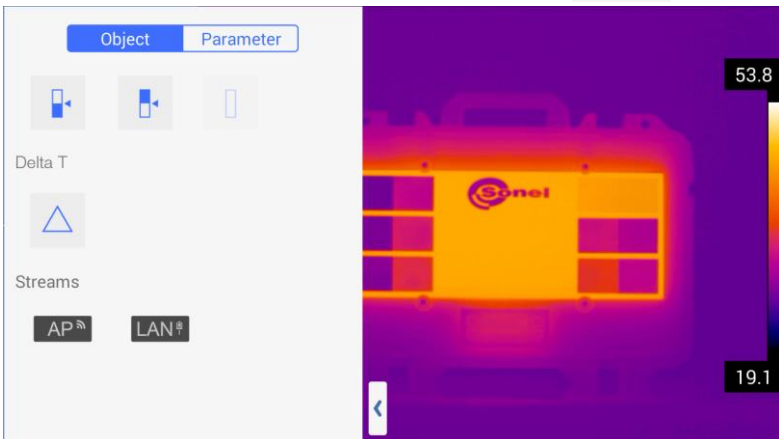 Object Parameter
Delta T
Streams
AP LAN
53.8
Sonel
19.1